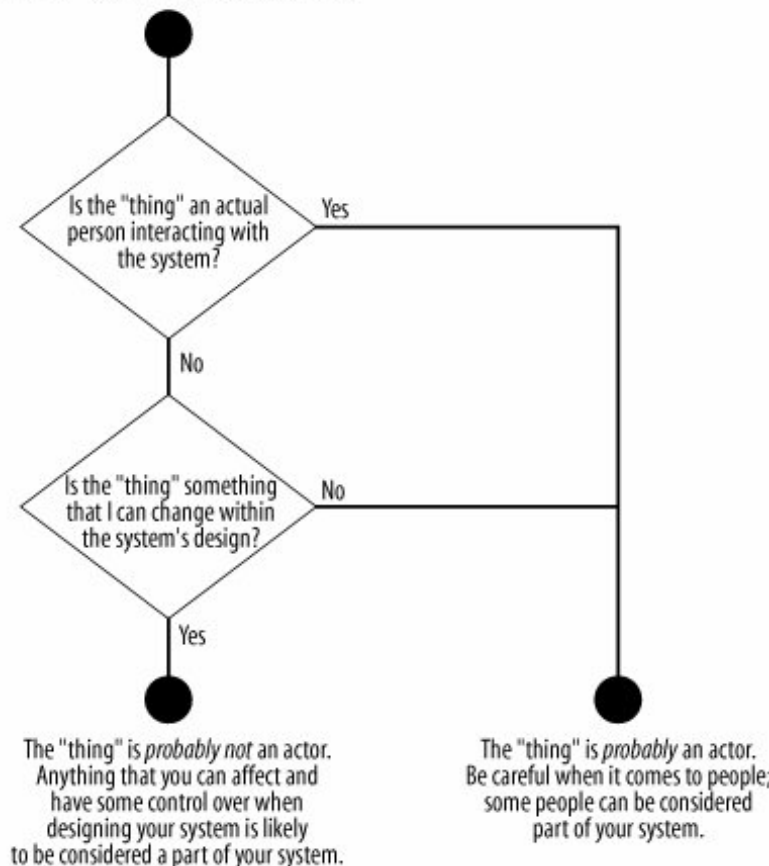 Is the "thing" an actual
person interacting with
the system?
Yes
No
Is the "thing" something
that I can change within
the system's design?
No
Yes
The "thing" is probably not an actor.
Anything that you can affect and
have some control over when
designing your system is likely
to be considered a part of your system.
The "thing" is probably an actor.
Be careful when it comes to people;
some people can be considered
part of your system.